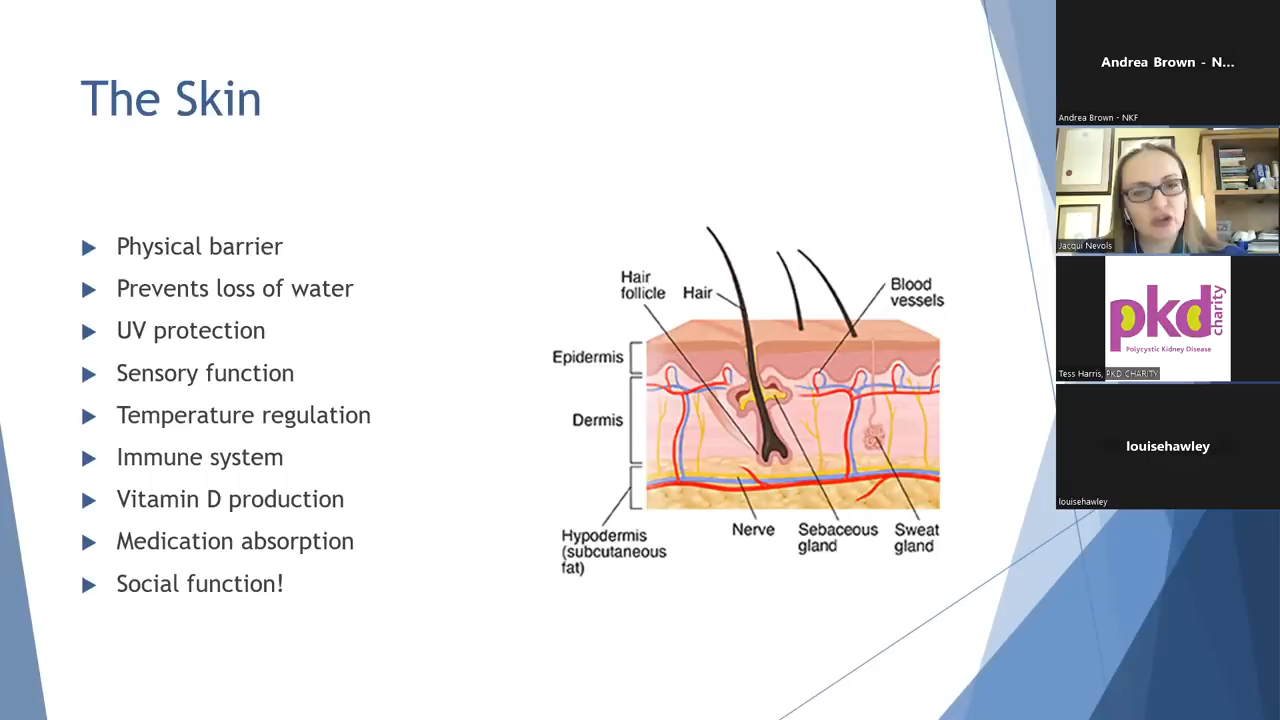 The Skin
Physical barrier
Prevents loss of water
UV protection
Sensory function
Temperature regulation
Immune system
Vitamin D production
Medication absorption
Social function!
Hair
follicle
Hair
Blood
vessels
Epidermis
Dermis
Hypodermis
(subcutaneous
fat)
Nerve
Sebaceous
gland
Sweat
gland
Andrea Brown - N...
Andrea Brown - NKF
Jacqui Nevols
pkd
charity
Polycystic Kidney Disease
Tess Harris, PKD CHARITY
louisehawley
louisehawley